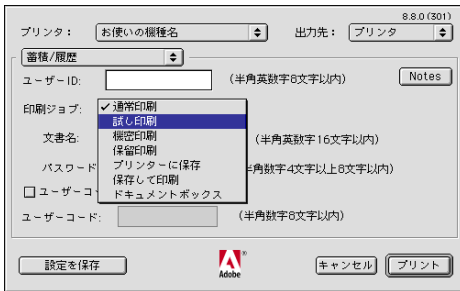 8.8.0 (301)
プリンタ： お使いの機種名 出力先： プリンタ
蓄積/履歴
ユーザーID: (半角英数字8文字以内) Notes
印刷ジョブ: ✓通常印刷
試し印刷
機密印刷
文書名: (半角英数字16文字以内)
保留印刷
プリンターに保存
パスワード 半角数字4文字以上8文字以内)
保存して印刷
ユーザーコ ドキュメントボックス
ユーザーコード: (半角数字8文字以内)
設定を保存 Adobe キャンセル プリント